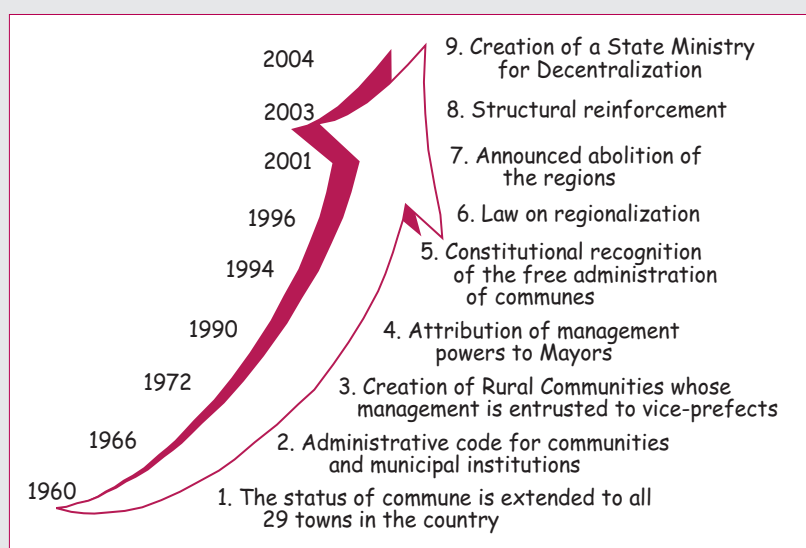 2004
2003
2001
1996
1994
1990
1972
1966
1960
9. Creation of a State Ministry
for Decentralization
8. Structural reinforcement
7. Announced abolition of
the regions
6. Law on regionalization
5. Constitutional recognition
of the free administration
of communes
4. Attribution of management
powers to Mayors
3. Creation of Rural Communities whose
management is entrusted to vice-prefects
2. Administrative code for communities
and municipal institutions
1. The status of commune is extended to all
29 towns in the country